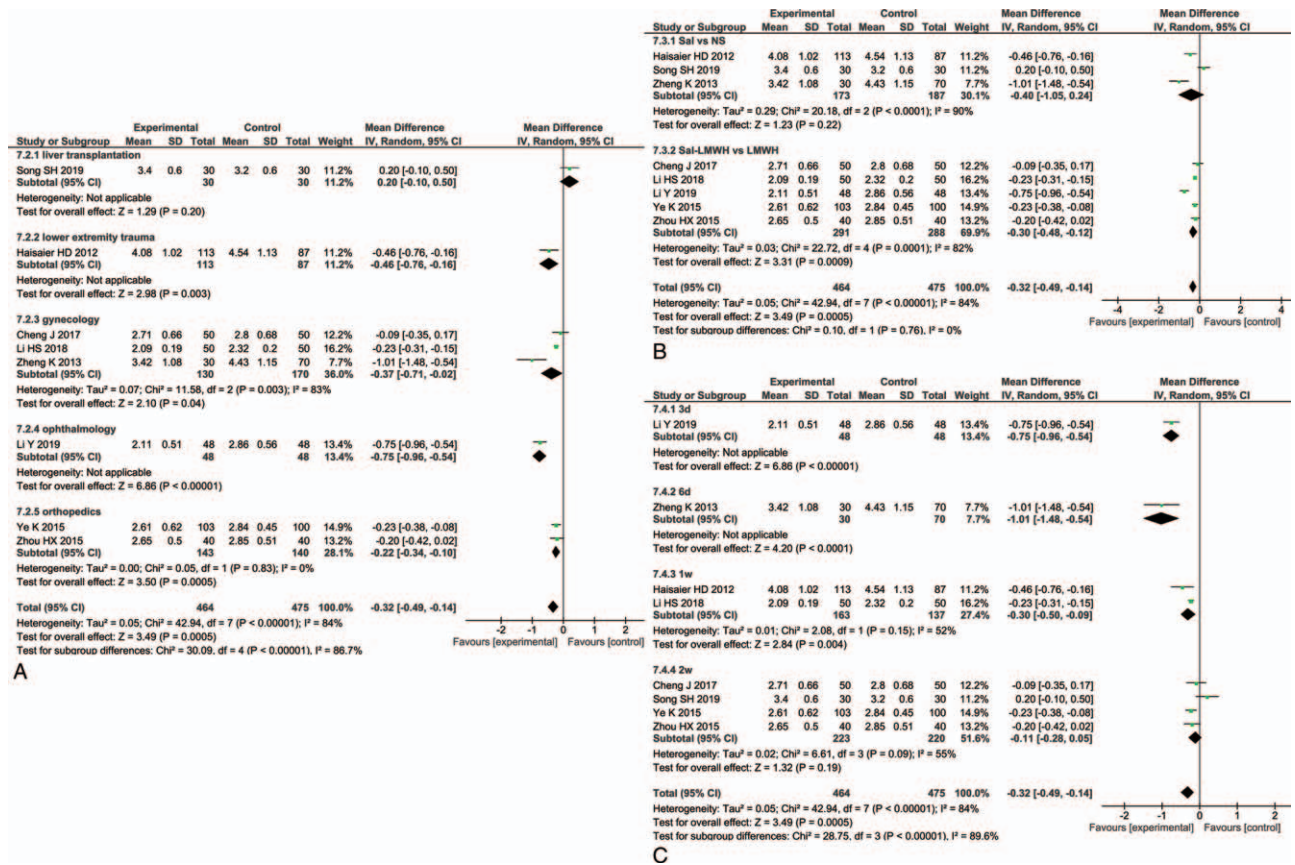 Experimental Control Mean Difference Mean Difference
Study or Subgroup Mean SD Total Mean SD Total Weight IV, Random, 95% CI IV, Random, 95% CI
7.2.1 liver transplantation
Song SH 2019 3.4 0.6 30 3.2 0.6 30 11.2% 0.20 [-0.10, 0.50]
Subtotal (95% CI) 30 30 11.2% 0.20 [-0.10, 0.50]
Heterogeneity: Not applicable
Test for overall effect: Z = 1.29 (P = 0.20)
7.2.2 lower extremity trauma
Haisaier HD 2012 4.08 1.02 113 4.54 1.13 87 11.2% -0.46 [-0.76, -0.16]
Subtotal (95% CI) 113 87 11.2% -0.46 [-0.76, -0.16]
Heterogeneity: Not applicable
Test for overall effect: Z = 2.98 (P = 0.003)
7.2.3 gynecology
Cheng J 2017 2.71 0.66 50 2.8 0.68 50 12.2% -0.09 [-0.35, 0.17]
Li HS 2018 2.09 0.19 50 2.32 0.2 50 16.2% -0.23 [-0.31, -0.15]
Zheng K 2013 3.42 1.08 30 4.43 1.15 70 7.7% -1.01 [-1.48, -0.54]
Subtotal (95% CI) 130 170 36.0% -0.37 [-0.71, -0.02]
Heterogeneity: Tau² = 0.07; Chi² = 11.58, df = 2 (P = 0.003); I² = 83%
Test for overall effect: Z = 2.10 (P = 0.04)
7.2.4 ophthalmology
Li Y 2019 2.11 0.51 48 2.86 0.56 48 13.4% -0.75 [-0.96, -0.54]
Subtotal (95% CI) 48 48 13.4% -0.75 [-0.96, -0.54]
Heterogeneity: Not applicable
Test for overall effect: Z = 6.86 (P < 0.00001)
7.2.5 orthopedics
Ye K 2015 2.61 0.62 103 2.84 0.45 100 14.9% -0.23 [-0.38, -0.08]
Zhou HX 2015 2.65 0.5 40 2.85 0.51 40 13.2% -0.20 [-0.42, 0.02]
Subtotal (95% CI) 143 140 28.1% -0.22 [-0.34, -0.10]
Heterogeneity: Tau² = 0.00; Chi² = 0.05, df = 1 (P = 0.83); I² = 0%
Test for overall effect: Z = 3.50 (P = 0.0005)
Total (95% CI) 464 475 100.0% -0.32 [-0.49, -0.14]
Heterogeneity: Tau² = 0.05; Chi² = 42.94, df = 7 (P < 0.00001); I² = 84%
Test for overall effect: Z = 3.49 (P = 0.0005)
Test for subgroup differences: Chi² = 30.09, df = 4 (P < 0.00001), I² = 86.7%
-4 -2 0 2 4
Favours [experimental] Favours [control]
A
Experimental Control Mean Difference Mean Difference
Study or Subgroup Mean SD Total Mean SD Total Weight IV, Random, 95% CI IV, Random, 95% CI
7.3.1 Sal vs NS
Haisaier HD 2012 4.08 1.02 113 4.54 1.13 87 11.2% -0.46 [-0.76, -0.16]
Song SH 2019 3.4 0.6 30 3.2 0.6 30 11.2% 0.20 [-0.10, 0.50]
Zheng K 2013 3.42 1.08 30 4.43 1.15 70 7.7% -1.01 [-1.48, -0.54]
Subtotal (95% CI) 173 187 30.1% -0.40 [-1.05, 0.24]
Heterogeneity: Tau² = 0.29; Chi² = 20.18, df = 2 (P < 0.0001); I² = 90%
Test for overall effect: Z = 1.23 (P = 0.22)
7.3.2 Sal-LMWH vs LMWH
Cheng J 2017 2.71 0.66 50 2.8 0.68 50 12.2% -0.09 [-0.35, 0.17]
Li HS 2018 2.09 0.19 50 2.32 0.2 50 16.2% -0.23 [-0.31, -0.15]
Li Y 2019 2.11 0.51 48 2.86 0.56 48 13.4% -0.75 [-0.96, -0.54]
Ye K 2015 2.61 0.62 103 2.84 0.45 100 14.9% -0.23 [-0.38, -0.08]
Zhou HX 2015 2.65 0.5 40 2.85 0.51 40 13.2% -0.20 [-0.42, 0.02]
Subtotal (95% CI) 291 288 69.9% -0.30 [-0.48, -0.12]
Heterogeneity: Tau² = 0.03; Chi² = 22.72, df = 4 (P = 0.0001); I² = 82%
Test for overall effect: Z = 3.31 (P = 0.0009)
Total (95% CI) 464 475 100.0% -0.32 [-0.49, -0.14]
Heterogeneity: Tau² = 0.05; Chi² = 42.94, df = 7 (P < 0.00001); I² = 84%
Test for overall effect: Z = 3.49 (P = 0.0005)
Test for subgroup differences: Chi² = 0.10, df = 1 (P = 0.76), I² = 0%
-4 -2 0 2 4
Favours [experimental] Favours [control]
B
Experimental Control Mean Difference Mean Difference
Study or Subgroup Mean SD Total Mean SD Total Weight IV, Random, 95% CI IV, Random, 95% CI
7.4.1 3d
Li Y 2019 2.11 0.51 48 2.86 0.56 48 13.4% -0.75 [-0.96, -0.54]
Subtotal (95% CI) 48 48 13.4% -0.75 [-0.96, -0.54]
Heterogeneity: Not applicable
Test for overall effect: Z = 6.86 (P < 0.00001)
7.4.2 6d
Zheng K 2013 3.42 1.08 30 4.43 1.15 70 7.7% -1.01 [-1.48, -0.54]
Subtotal (95% CI) 30 70 7.7% -1.01 [-1.48, -0.54]
Heterogeneity: Not applicable
Test for overall effect: Z = 4.20 (P < 0.0001)
7.4.3 1w
Haisaier HD 2012 4.08 1.02 113 4.54 1.13 87 11.2% -0.46 [-0.76, -0.16]
Li HS 2018 2.09 0.19 50 2.32 0.2 50 16.2% -0.23 [-0.31, -0.15]
Subtotal (95% CI) 163 137 27.4% -0.30 [-0.50, -0.09]
Heterogeneity: Tau² = 0.01; Chi² = 2.08, df = 1 (P = 0.15); I² = 52%
Test for overall effect: Z = 2.84 (P = 0.004)
7.4.4 2w
Cheng J 2017 2.71 0.66 50 2.8 0.68 50 12.2% -0.09 [-0.35, 0.17]
Song SH 2019 3.4 0.6 30 3.2 0.6 30 11.2% 0.20 [-0.10, 0.50]
Ye K 2015 2.61 0.62 103 2.84 0.45 100 14.9% -0.23 [-0.38, -0.08]
Zhou HX 2015 2.65 0.5 40 2.85 0.51 40 13.2% -0.20 [-0.42, 0.02]
Subtotal (95% CI) 223 220 51.6% -0.11 [-0.28, 0.05]
Heterogeneity: Tau² = 0.02; Chi² = 6.61, df = 3 (P = 0.09); I² = 55%
Test for overall effect: Z = 1.32 (P = 0.19)
Total (95% CI) 464 475 100.0% -0.32 [-0.49, -0.14]
Heterogeneity: Tau² = 0.05; Chi² = 42.94, df = 7 (P < 0.00001); I² = 84%
Test for overall effect: Z = 3.49 (P = 0.0005)
Test for subgroup differences: Chi² = 28.75, df = 3 (P < 0.00001), I² = 89.6%
-2 -1 0 1 2
Favours [experimental] Favours [control]
C